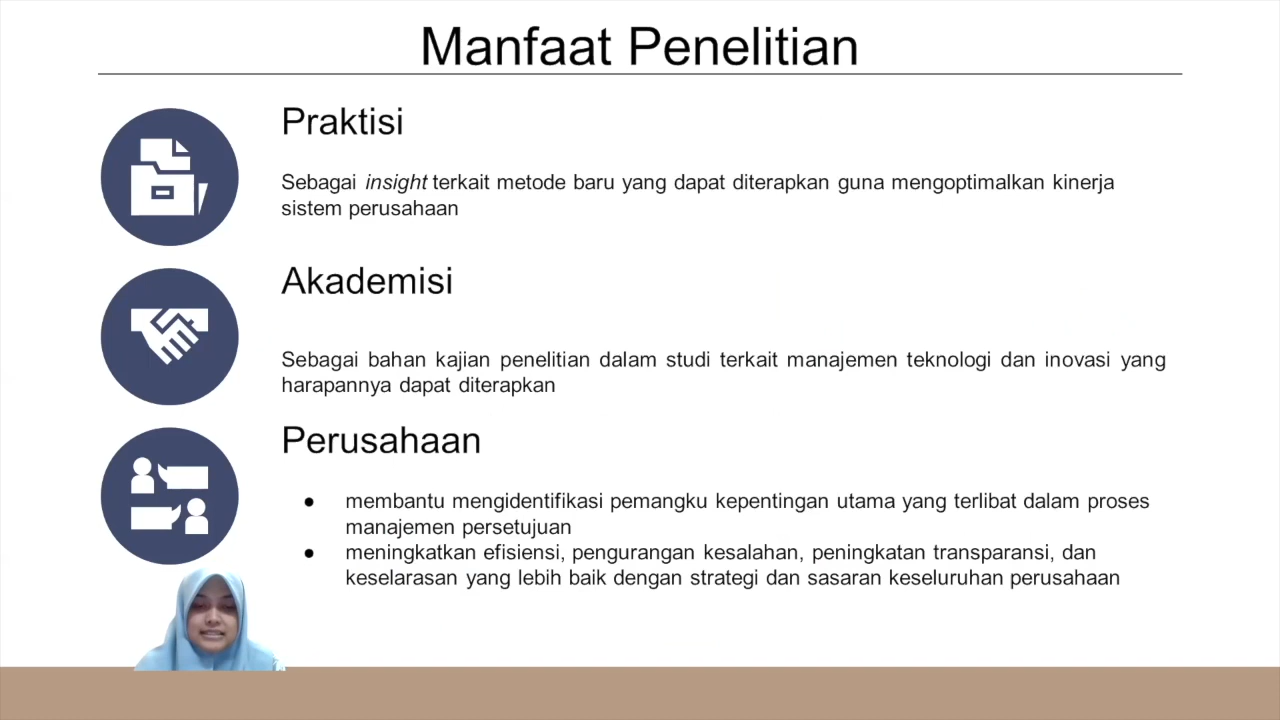 Manfaat Penelitian
Praktisi
Sebagai insight terkait metode baru yang dapat diterapkan guna mengoptimalkan kinerja
sistem perusahaan
Akademisi
Sebagai bahan kajian penelitian dalam studi terkait manajemen teknologi dan inovasi yang
harapannya dapat diterapkan
Perusahaan
● membantu mengidentifikasi pemangku kepentingan utama yang terlibat dalam proses
manajemen persetujuan
● meningkatkan efisiensi, pengurangan kesalahan, peningkatan transparansi, dan
keselarasan yang lebih baik dengan strategi dan sasaran keseluruhan perusahaan